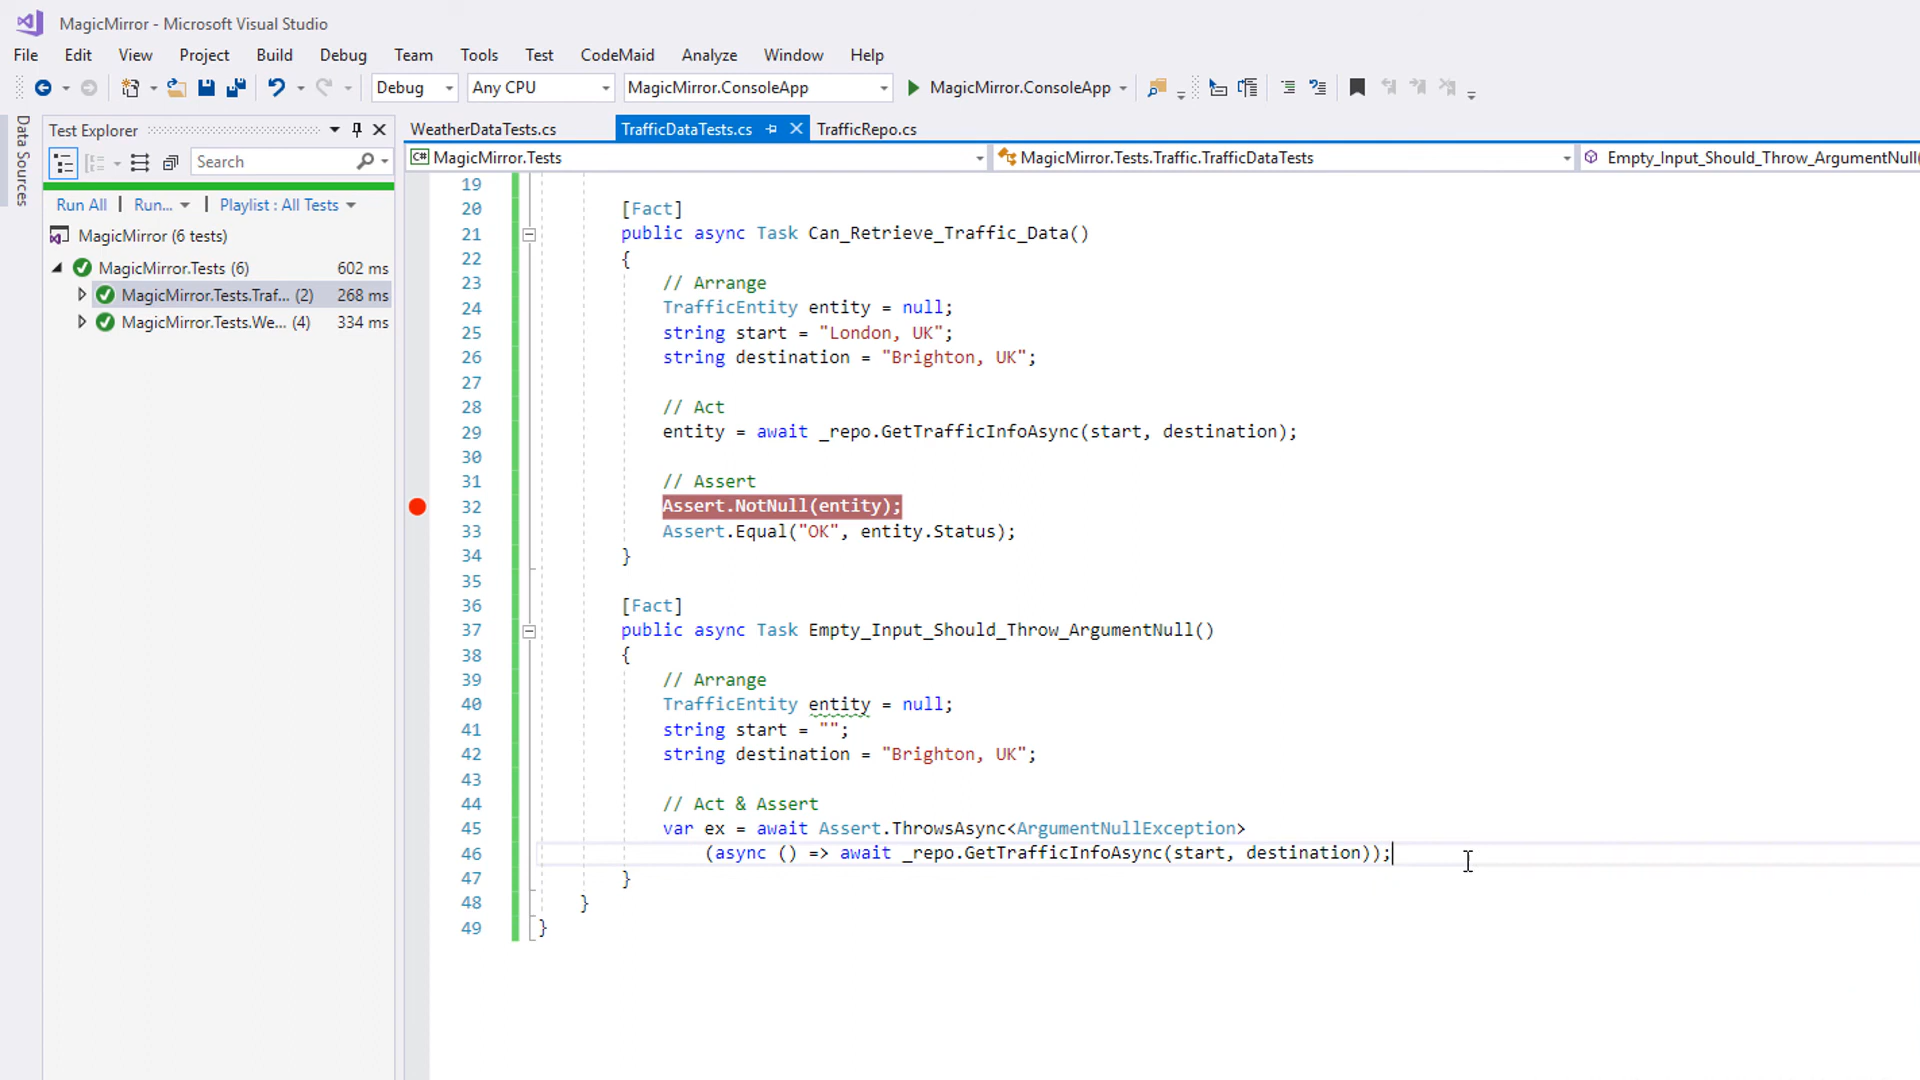 MagicMirror - Microsoft Visual Studio
File Edit View Project Build Debug Team Tools Test CodeMaid Analyze Window Help
Debug Any CPU MagicMirror.ConsoleApp MagicMirror.ConsoleApp
Data Sources
Test Explorer
Search
Run All | Run... | Playlist : All Tests
MagicMirror (6 tests)
MagicMirror.Tests (6) 602 ms
MagicMirror.Tests.Traf... (2) 268 ms
MagicMirror.Tests.We... (4) 334 ms
WeatherDataTests.cs TrafficDataTests.cs TrafficRepo.cs
C# MagicMirror.Tests MagicMirror.Tests.Traffic.TrafficDataTests Empty_Input_Should_Throw_ArgumentNull(
19
20 [Fact]
21 public async Task Can_Retrieve_Traffic_Data()
22 {
23 // Arrange
24 TrafficEntity entity = null;
25 string start = "London, UK";
26 string destination = "Brighton, UK";
27
28 // Act
29 entity = await _repo.GetTrafficInfoAsync(start, destination);
30
31 // Assert
32 Assert.NotNull(entity);
33 Assert.Equal("OK", entity.Status);
34 }
35
36 [Fact]
37 public async Task Empty_Input_Should_Throw_ArgumentNull()
38 {
39 // Arrange
40 TrafficEntity entity = null;
41 string start = "";
42 string destination = "Brighton, UK";
43
44 // Act & Assert
45 var ex = await Assert.ThrowsAsync<ArgumentNullException>
46 (async () => await _repo.GetTrafficInfoAsync(start, destination));
47 }
48 }
49 }